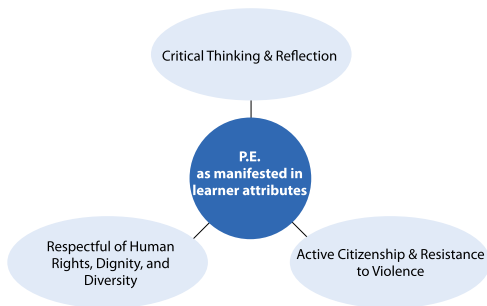 Critical Thinking & Reflection
P.E.
as manifested in
learner attributes
Respectful of Human
Rights, Dignity, and
Diversity
Active Citizenship & Resistance
to Violence